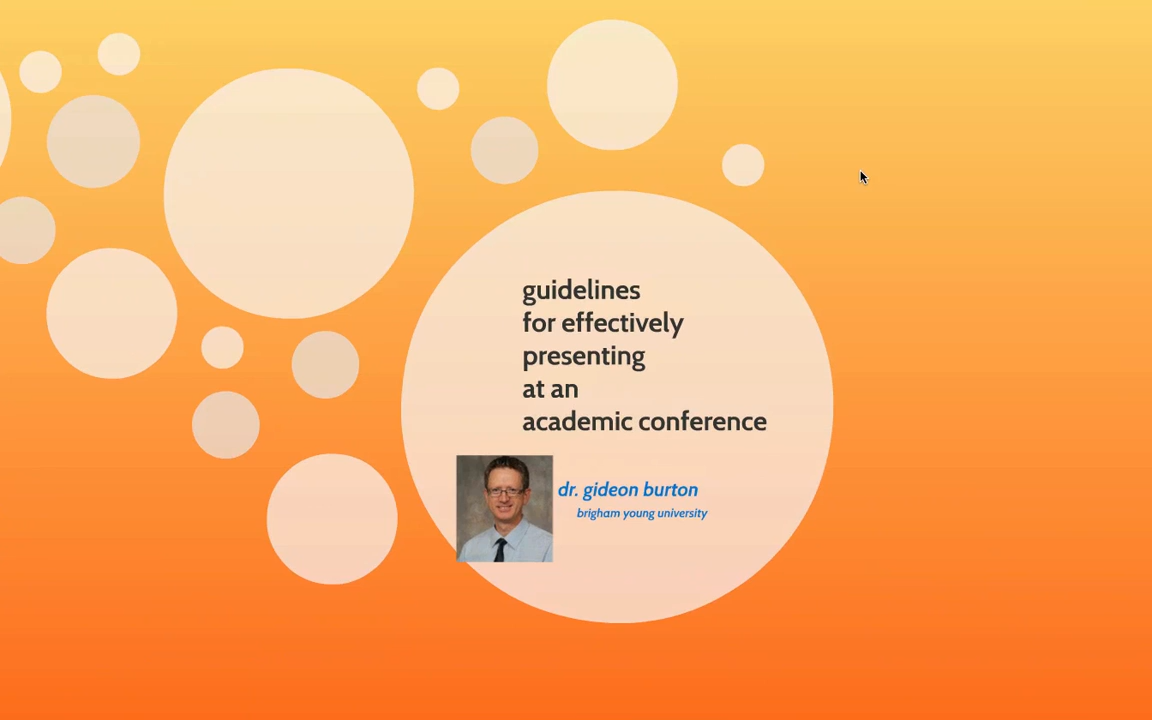 guidelines
for effectively
presenting
at an
academic conference
dr. gideon burton
brigham young university